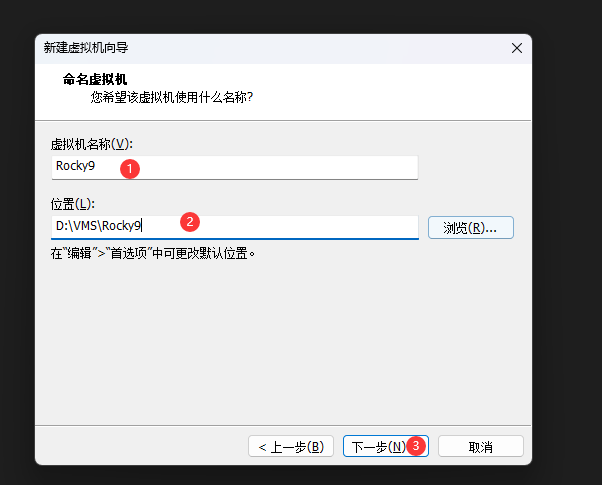 新建虚拟机向导
命名虚拟机
您希望该虚拟机使用什么名称?
虚拟机名称(V):
Rocky9 1
位置(L):
D:\VMS\Rocky9 2 浏览(R)...
在“编辑”>“首选项”中可更改默认位置。
< 上一步(B) 下一步(N) 3 取消